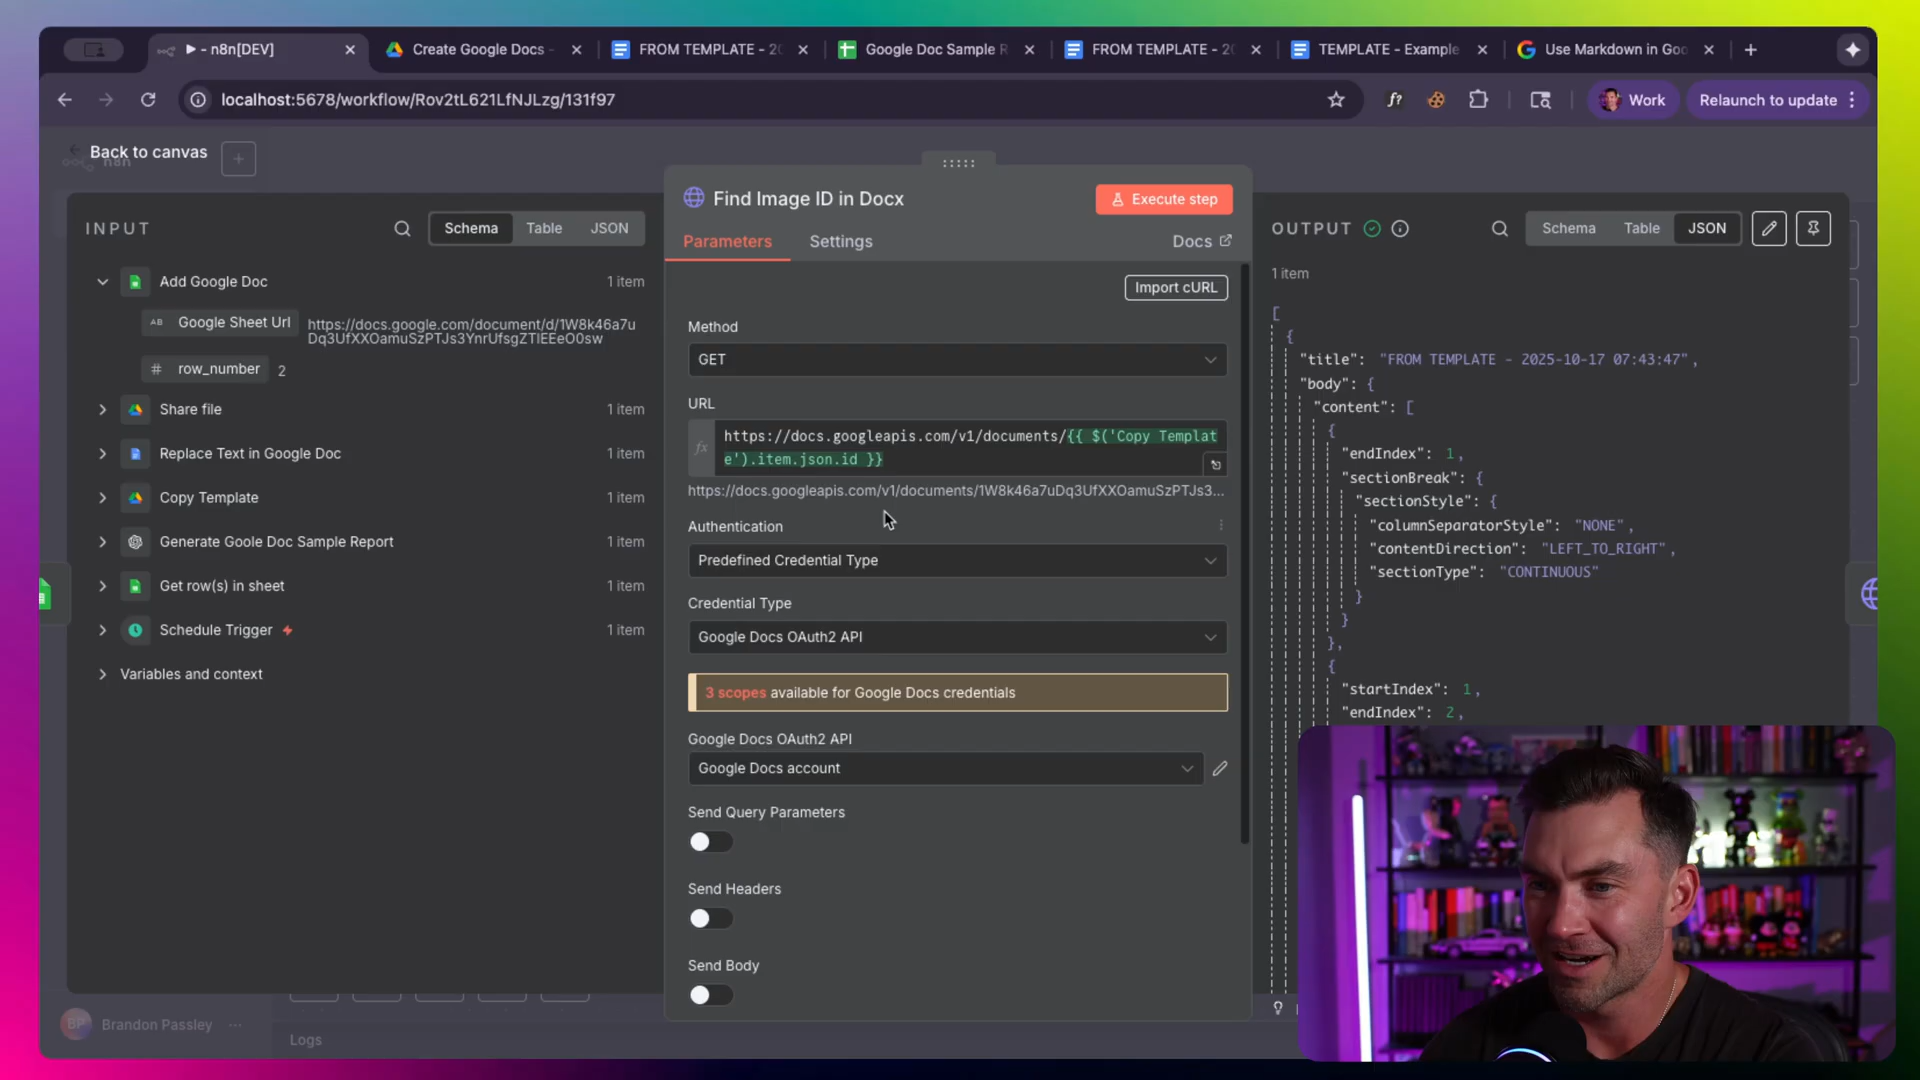 - n8n[DEV]
Create Google Docs -
FROM TEMPLATE - 20
Google Doc Sample R
FROM TEMPLATE - 20
TEMPLATE - Example
Use Markdown in Goo
localhost:5678/workflow/Rov2tL621LfNJLzg/131f97
f?
Work
Relaunch to update
Back to canvas
n8n
INPUT
Schema
Table
JSON
Add Google Doc
1 item
AB Google Sheet Url
https://docs.google.com/document/d/1W8k46a7u
Dq3UfXXOamuSzPTJs3YnrUfsgZTIEEeO0sw
# row_number
2
Share file
1 item
Replace Text in Google Doc
1 item
Copy Template
1 item
Generate Goole Doc Sample Report
1 item
Get row(s) in sheet
1 item
Schedule Trigger
1 item
Variables and context
Find Image ID in Docx
Execute step
Parameters
Settings
Docs
Import cURL
Method
GET
URL
fx
https://docs.googleapis.com/v1/documents/{{ $('Copy Templat
e').item.json.id }}
https://docs.googleapis.com/v1/documents/1W8k46a7uDq3UfXXOamuSzPTJs3...
Authentication
Predefined Credential Type
Credential Type
Google Docs OAuth2 API
3 scopes available for Google Docs credentials
Google Docs OAuth2 API
Google Docs account
Send Query Parameters
Send Headers
Send Body
OUTPUT
Schema
Table
JSON
1 item
[
{
"title": "FROM TEMPLATE - 2025-10-17 07:43:47",
"body": {
"content": [
{
"endIndex": 1,
"sectionBreak": {
"sectionStyle": {
"columnSeparatorStyle": "NONE",
"contentDirection": "LEFT_TO_RIGHT",
"sectionType": "CONTINUOUS"
}
}
},
{
"startIndex": 1,
"endIndex": 2,
BP
Brandon Passley
Logs